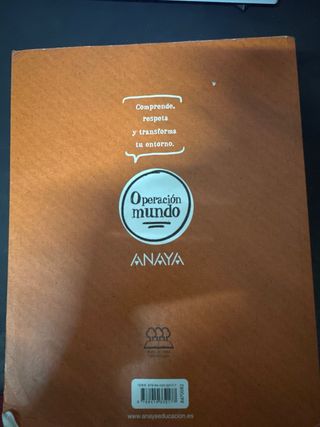 Comprende,
respeta
y transforma
tu entorno.
Operación
mundo
ANAYA
www.anayaeducacion.es